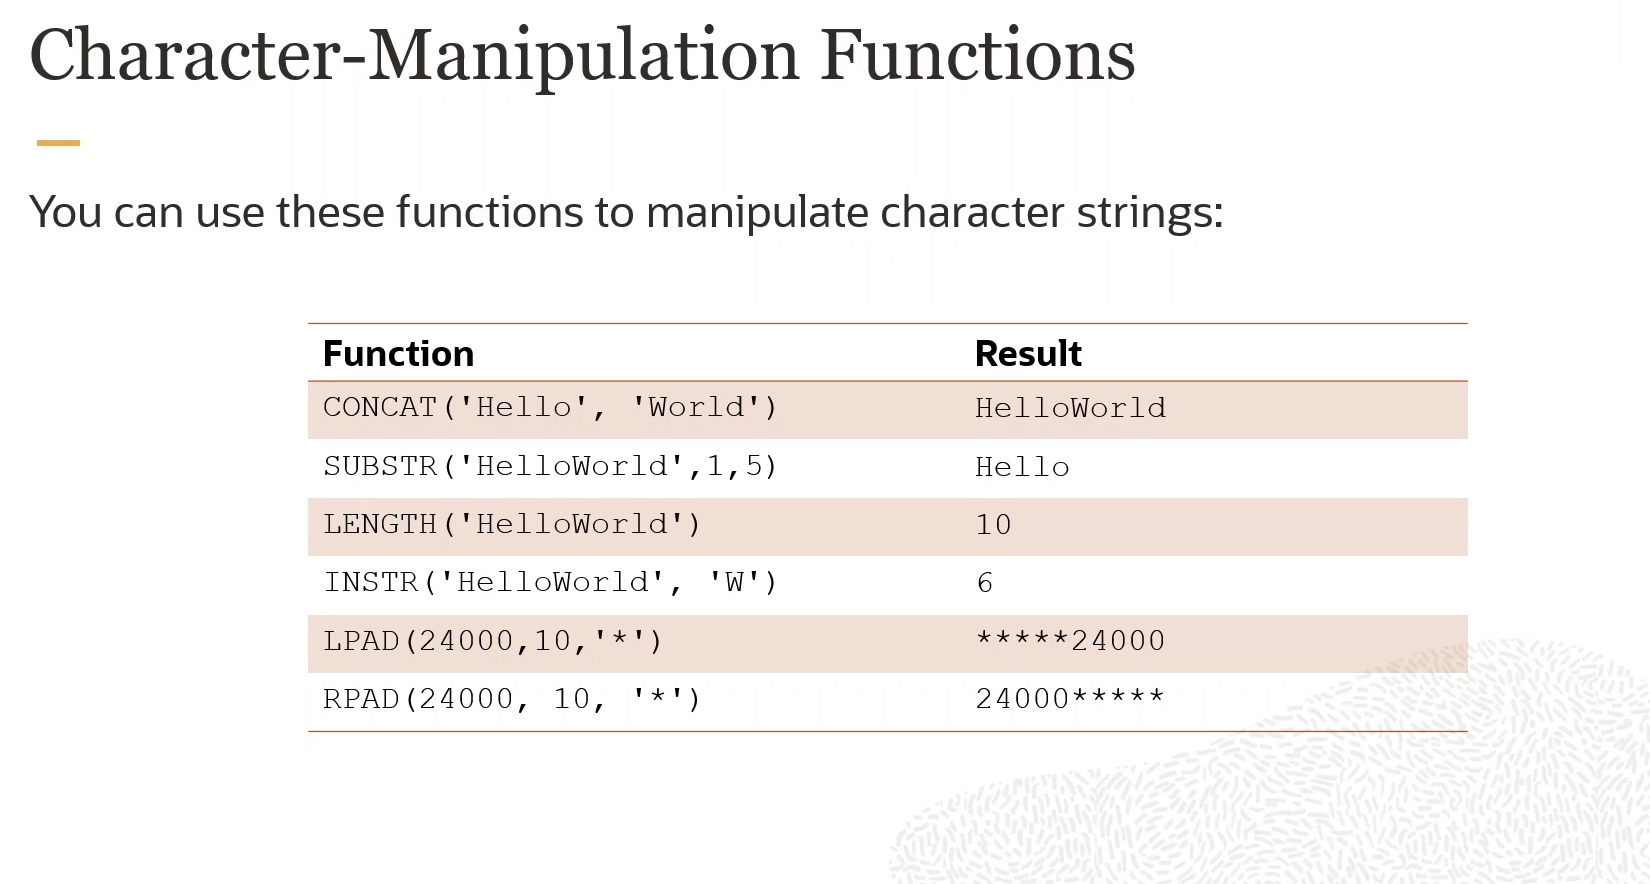 Character-Manipulation Functions
You can use these functions to manipulate character strings:
Function Result
CONCAT('Hello', 'World') HelloWorld
SUBSTR('HelloWorld',1,5) Hello
LENGTH('HelloWorld') 10
INSTR('HelloWorld', 'W') 6
LPAD(24000,10,'*') *****24000
RPAD(24000, 10, '*') 24000*****